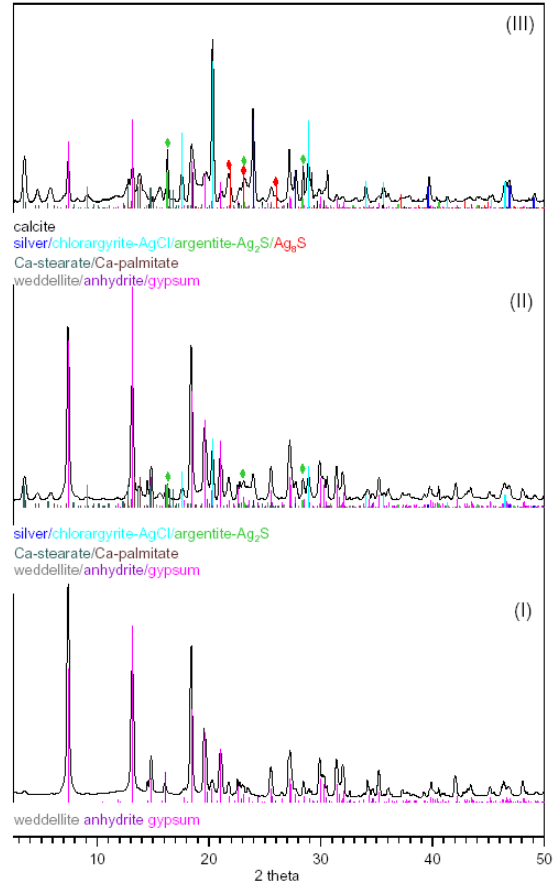 (III)
calcite
silver/chlorargyrite-AgCl/argentite-Ag₂S/Ag₈S
Ca-stearate/Ca-palmitate
weddellite/anhydrite/gypsum
(II)
silver/chlorargyrite-AgCl/argentite-Ag₂S
Ca-stearate/Ca-palmitate
weddellite/anhydrite/gypsum
(I)
weddellite anhydrite gypsum
10 20 30 40 50
2 theta